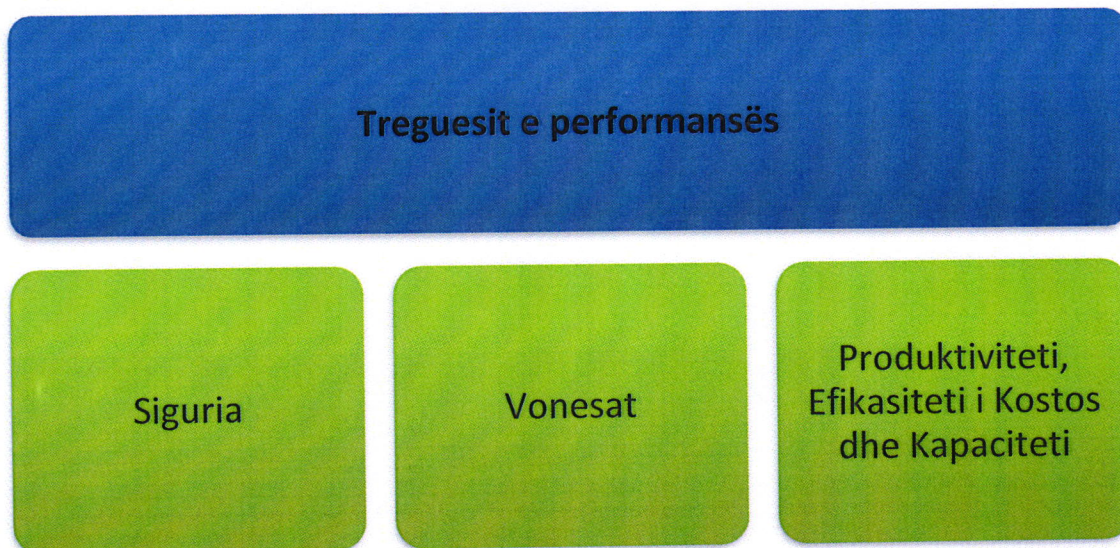 Treguesit e performansës
Siguria
Vonesat
Produktiviteti,
Efikasiteti i Kostos
dhe Kapaciteti